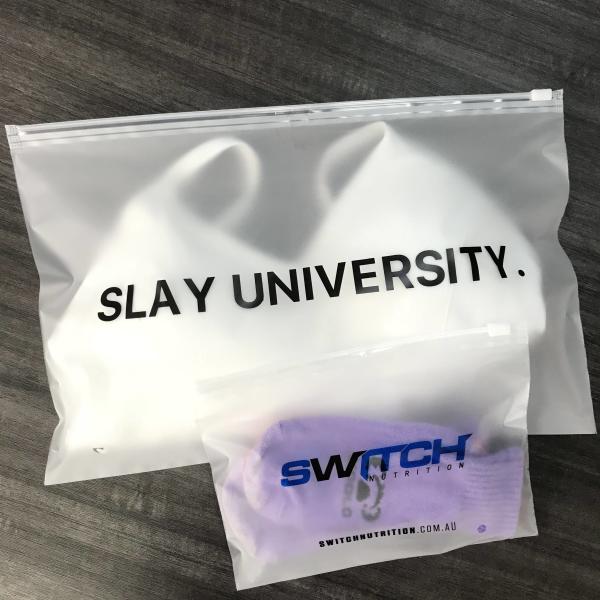 SLAY UNIVERSITY.
SWITCH
NUTRITION
SWITCHNUTRITION.COM.AU